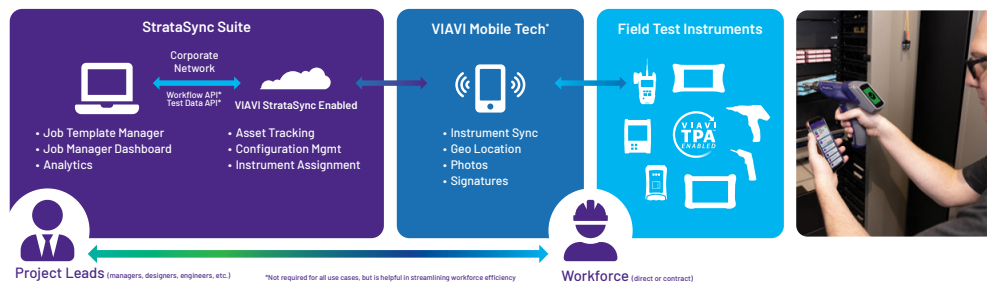 StrataSync Suite
Corporate
Network
Workflow API*
Test Data API*
VIAVI StrataSync Enabled
• Job Template Manager
• Job Manager Dashboard
• Analytics
• Asset Tracking
• Configuration Mgmt
• Instrument Assignment
VIAVI Mobile Tech*
• Instrument Sync
• Geo Location
• Photos
• Signatures
Field Test Instruments
VIAVI
TPA
ENABLED
Project Leads (managers, designers, engineers, etc.)
*Not required for all use cases, but is helpful in streamlining workforce efficiency
Workforce (direct or contract)